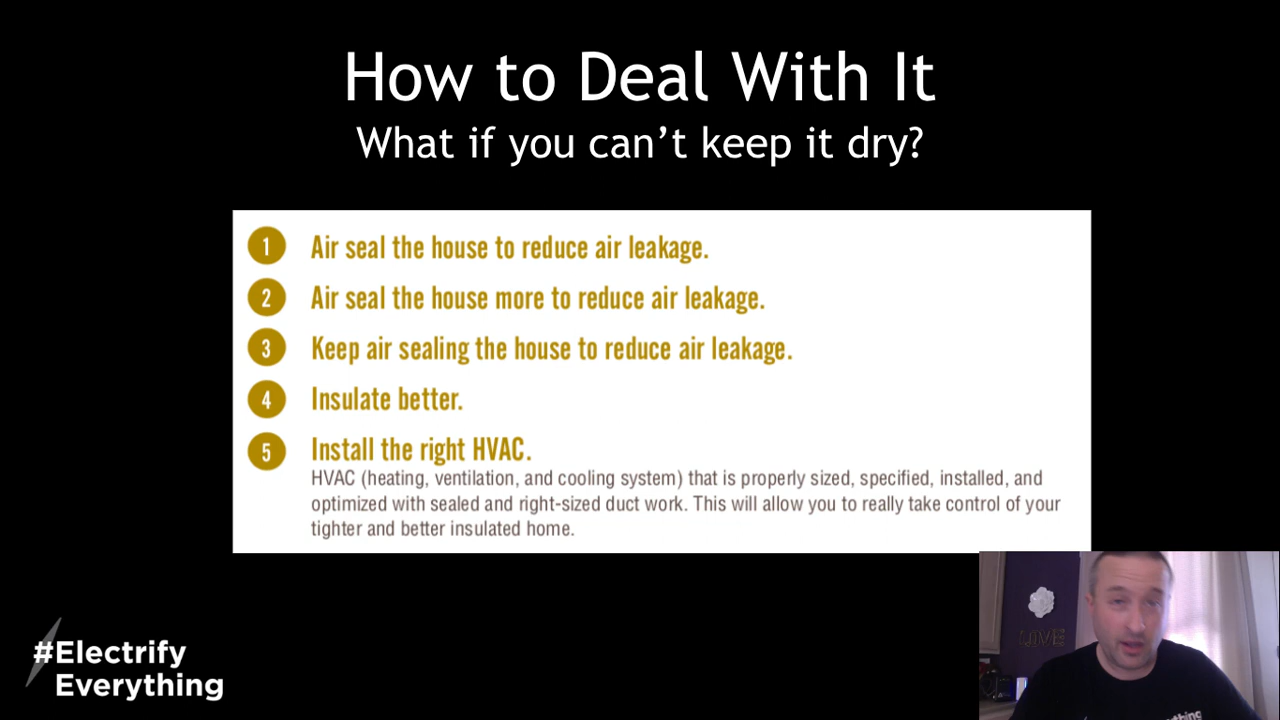 How to Deal With It
What if you can’t keep it dry?
1 Air seal the house to reduce air leakage.
2 Air seal the house more to reduce air leakage.
3 Keep air sealing the house to reduce air leakage.
4 Insulate better.
5 Install the right HVAC.
HVAC (heating, ventilation, and cooling system) that is properly sized, specified, installed, and
optimized with sealed and right-sized duct work. This will allow you to really take control of your
tighter and better insulated home.
#Electrify
Everything